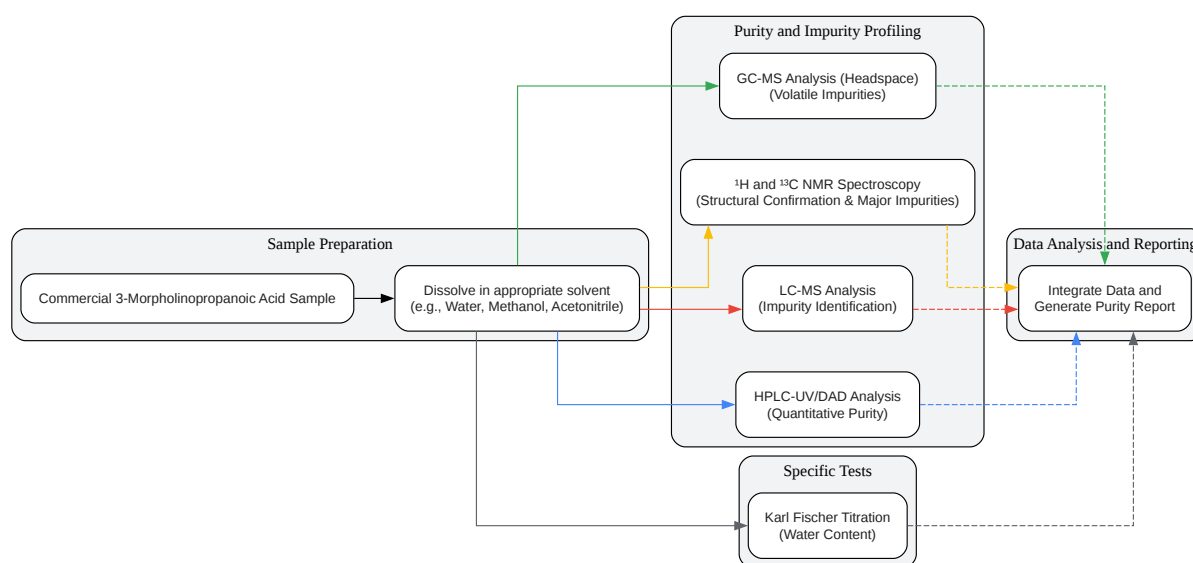 Purity and Impurity Profiling
GC-MS Analysis (Headspace)
(Volatile Impurities)
¹H and ¹³C NMR Spectroscopy
(Structural Confirmation & Major Impurities)
Sample Preparation
Data Analysis and Reporting
Commercial 3-Morpholinopropanoic Acid Sample
Dissolve in appropriate solvent
(e.g., Water, Methanol, Acetonitrile)
LC-MS Analysis
(Impurity Identification)
Integrate Data and
Generate Purity Report
HPLC-UV/DAD Analysis
(Quantitative Purity)
Specific Tests
Karl Fischer Titration
(Water Content)